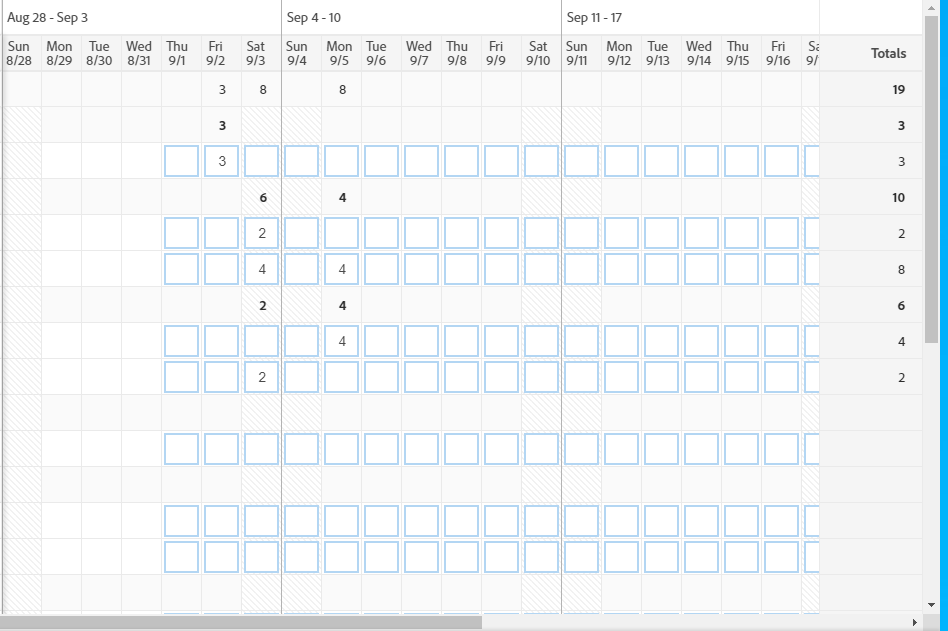 Aug 28 - Sep 3 Sep 4 - 10 Sep 11 - 17
Sun Mon Tue Wed Thu Fri Sat Sun Mon Tue Wed Thu Fri Sat Sun Mon Tue Wed Thu Fri
8/28 8/29 8/30 8/31 9/1 9/2 9/3 9/4 9/5 9/6 9/7 9/8 9/9 9/10 9/11 9/12 9/13 9/14 9/15 9/16
Totals
3 8 8 19
3 3
3 3
6 4 10
2 2
4 4 8
2 4 6
4 4
2 2